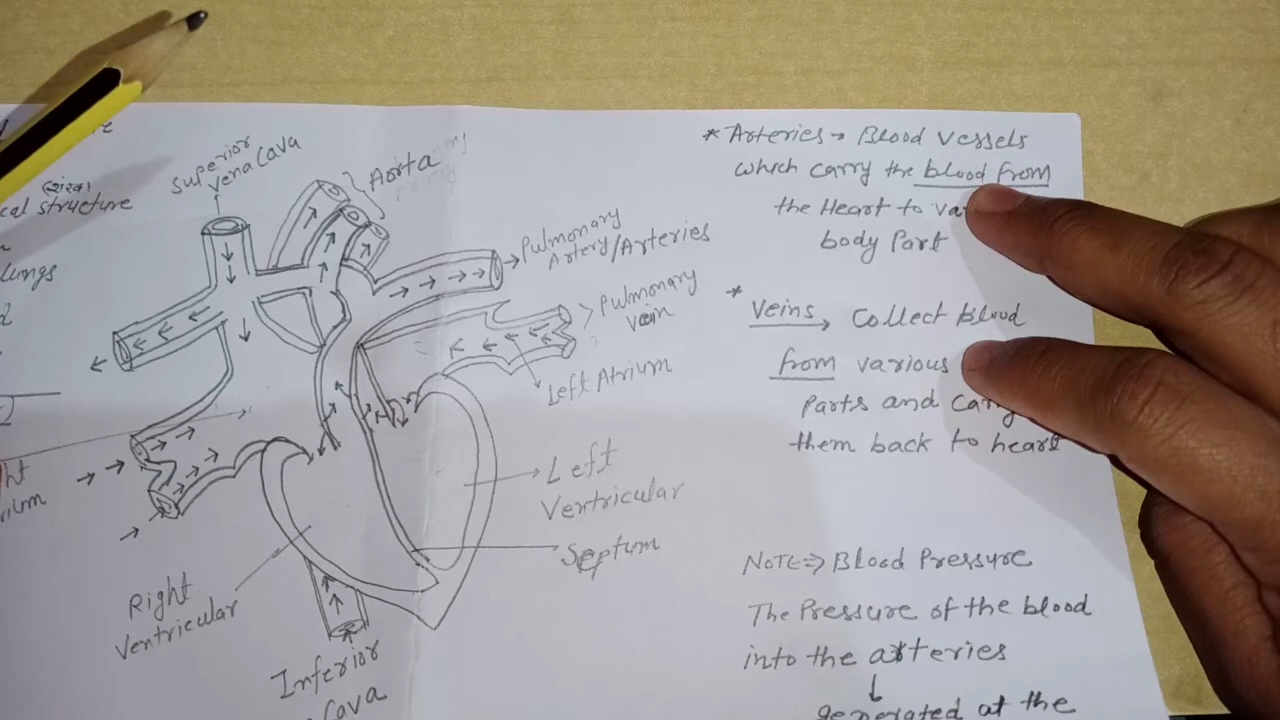 (शंख)
cal structure
lungs
Superior
Vena Cava
Aorta
Pulmonary
Artery/Arteries
Pulmonary
vein
Left Atrium
Left
Ventricular
Septum
Right
Ventricular
Inferior
Cava
* Arteries → Blood Vessels
which carry the blood from
the Heart to
body Part
* Veins → Collect Blood
from various
Parts and
them back to heart
NOTE ⇒ Blood Pressure
The Pressure of the blood
into the arteries
↓
generated at the